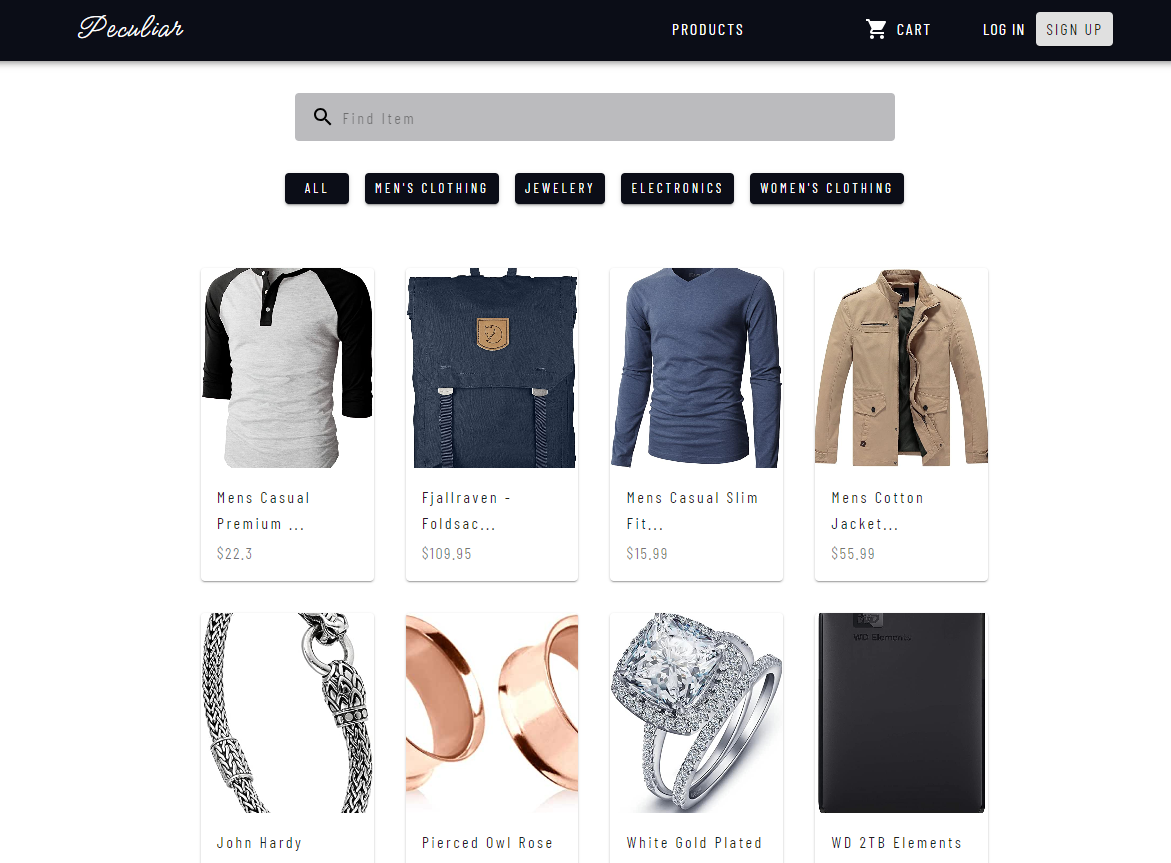 Peculiar
PRODUCTS
CART
LOG IN
SIGN UP
Find Item
ALL
MEN'S CLOTHING
JEWELERY
ELECTRONICS
WOMEN'S CLOTHING
Mens Casual
Premium ...
$22.3
Fjallraven -
Foldsac...
$109.95
Mens Casual Slim
Fit...
$15.99
Mens Cotton
Jacket...
$55.99
WD Elements
John Hardy
Pierced Owl Rose
White Gold Plated
WD 2TB Elements